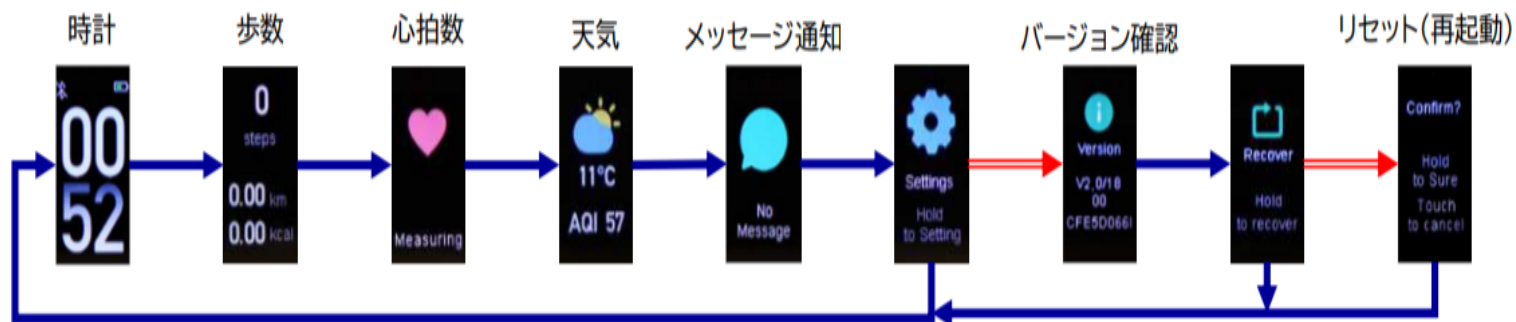 時計
歩数
心拍数
天気
メッセージ通知
バージョン確認
リセット(再起動)
00
52
0
steps
0.00 km
0.00 kcal
Measuring
11°C
AQI 57
No
Message
Settings
Hold
to Setting
Version
V2.0/18
00
CFE5D066I
Recover
Hold
to recover
Confirm?
Hold
to Sure
Touch
to cancel